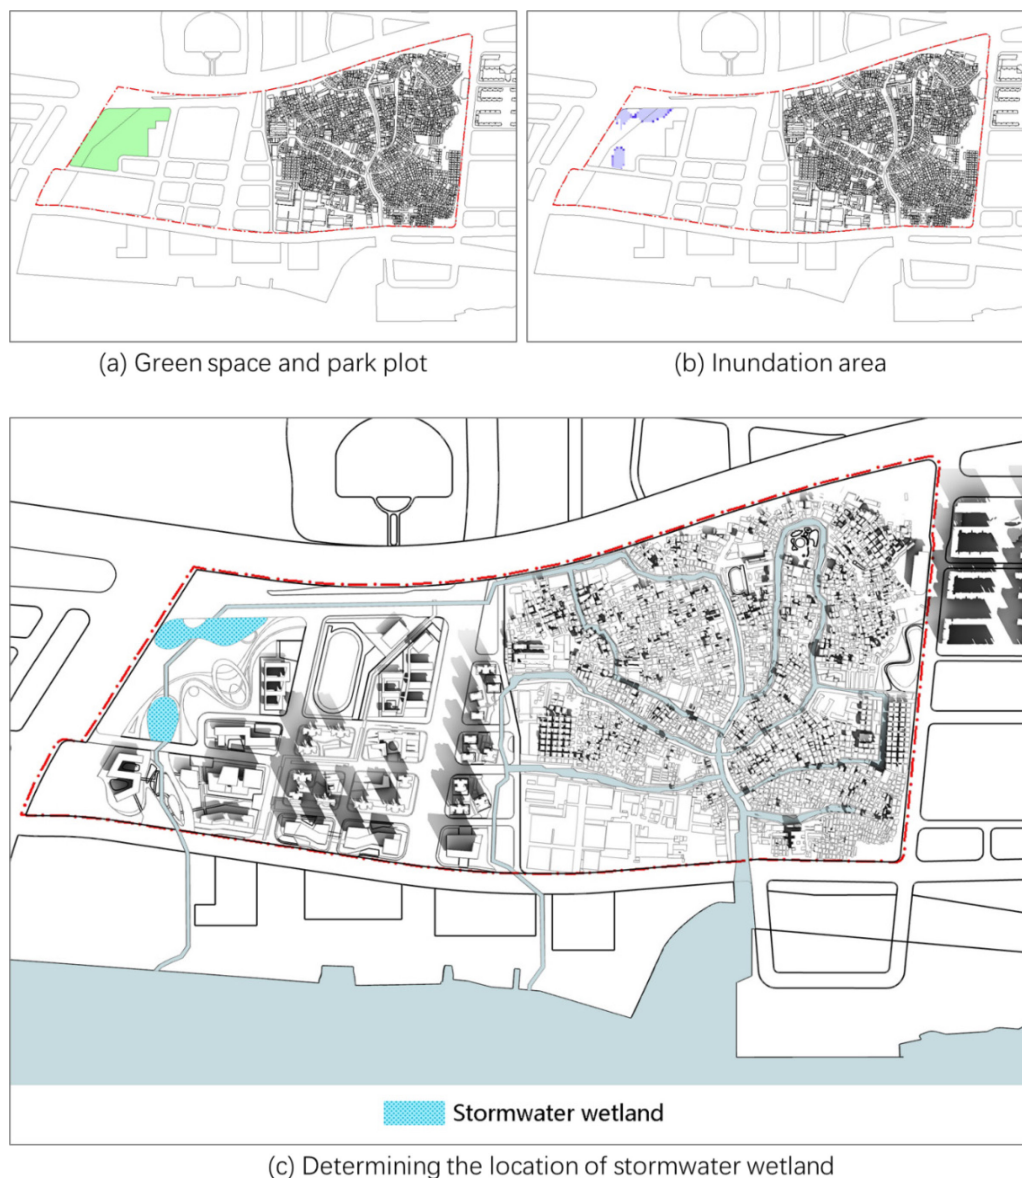 (a) Green space and park plot
(b) Inundation area
Stormwater wetland
(c) Determining the location of stormwater wetland